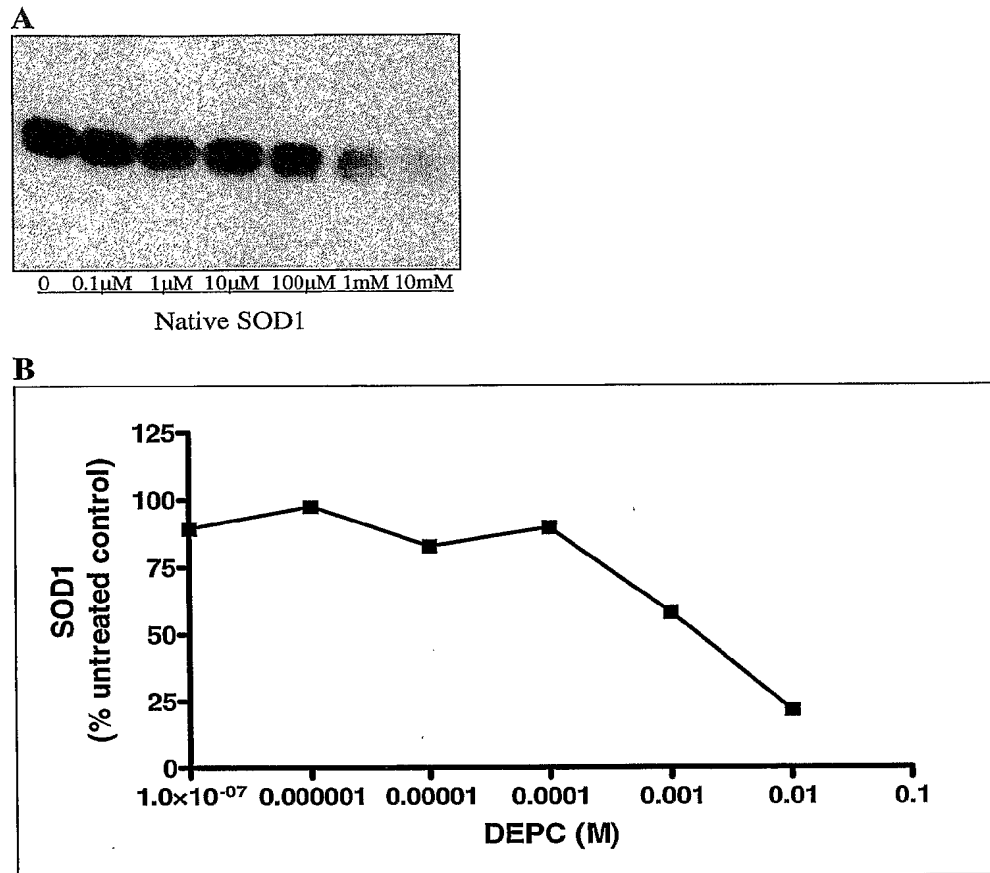 A
0 0.1µM 1µM 10µM 100µM 1mM 10mM
Native SOD1
B
125
100
75
50
25
0
SOD1
(% untreated control)
1.0×10⁻⁰⁷ 0.000001 0.00001 0.0001 0.001 0.01 0.1
DEPC (M)